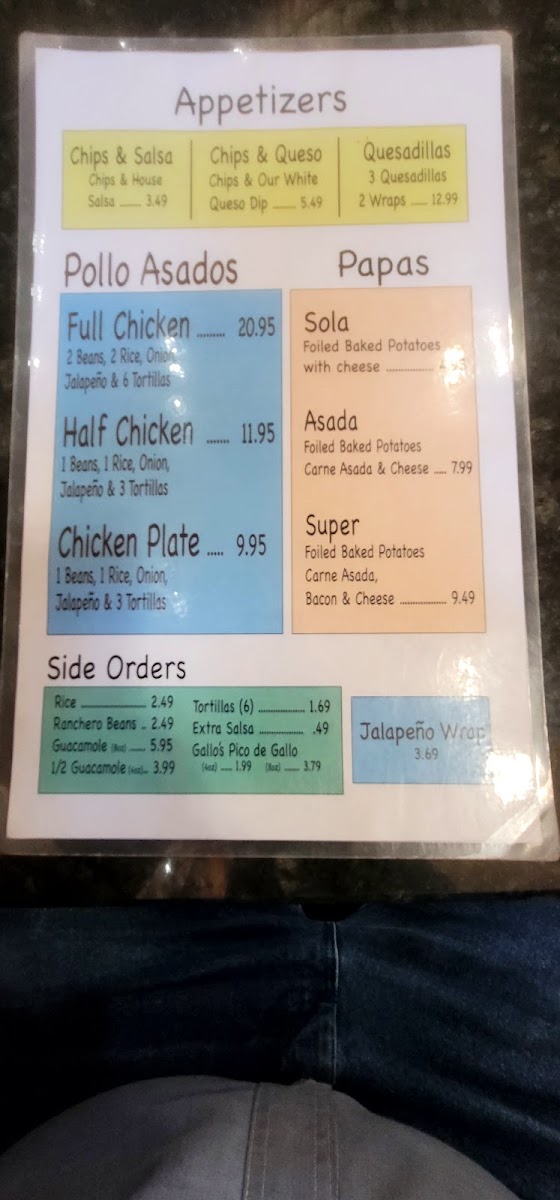 Appetizers
Chips & Salsa
Chips & House
Salsa ...... 3.49
Chips & Queso
Chips & Our White
Queso Dip ...... 5.49
Quesadillas
3 Quesadillas
2 Wraps ..... 12.99
Pollo Asados
Full Chicken ......... 20.95
2 Beans, 2 Rice, Onion,
Jalapeño & 6 Tortillas
Half Chicken ....... 11.95
1 Beans, 1 Rice, Onion,
Jalapeño & 3 Tortillas
Chicken Plate ..... 9.95
1 Beans, 1 Rice, Onion,
Jalapeño & 3 Tortillas
Papas
Sola
Foiled Baked Potatoes
with cheese ...............
Asada
Foiled Baked Potatoes
Carne Asada & Cheese .... 7.99
Super
Foiled Baked Potatoes
Carne Asada,
Bacon & Cheese ............... 9.49
Side Orders
Rice ..................... 2.49
Ranchero Beans .. 2.49
Guacamole (8oz) ..... 5.95
1/2 Guacamole (4oz).. 3.99
Tortillas (6) ............... 1.69
Extra Salsa .............. .49
Gallo's Pico de Gallo
(4oz) ..... 1.99 (8oz) ..... 3.79
Jalapeño Wrap
3.69